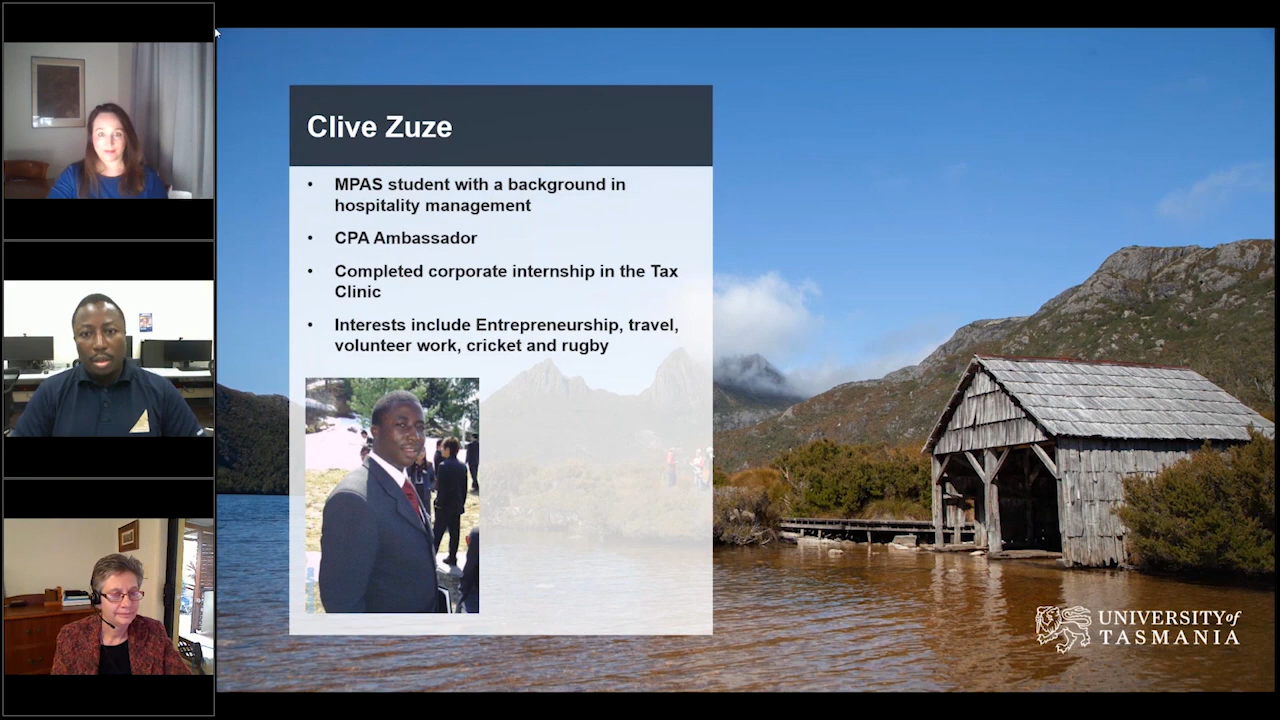 Clive Zuze
• MPAS student with a background in
hospitality management
• CPA Ambassador
• Completed corporate internship in the Tax
Clinic
• Interests include Entrepreneurship, travel,
volunteer work, cricket and rugby
UNIVERSITY of
TASMANIA